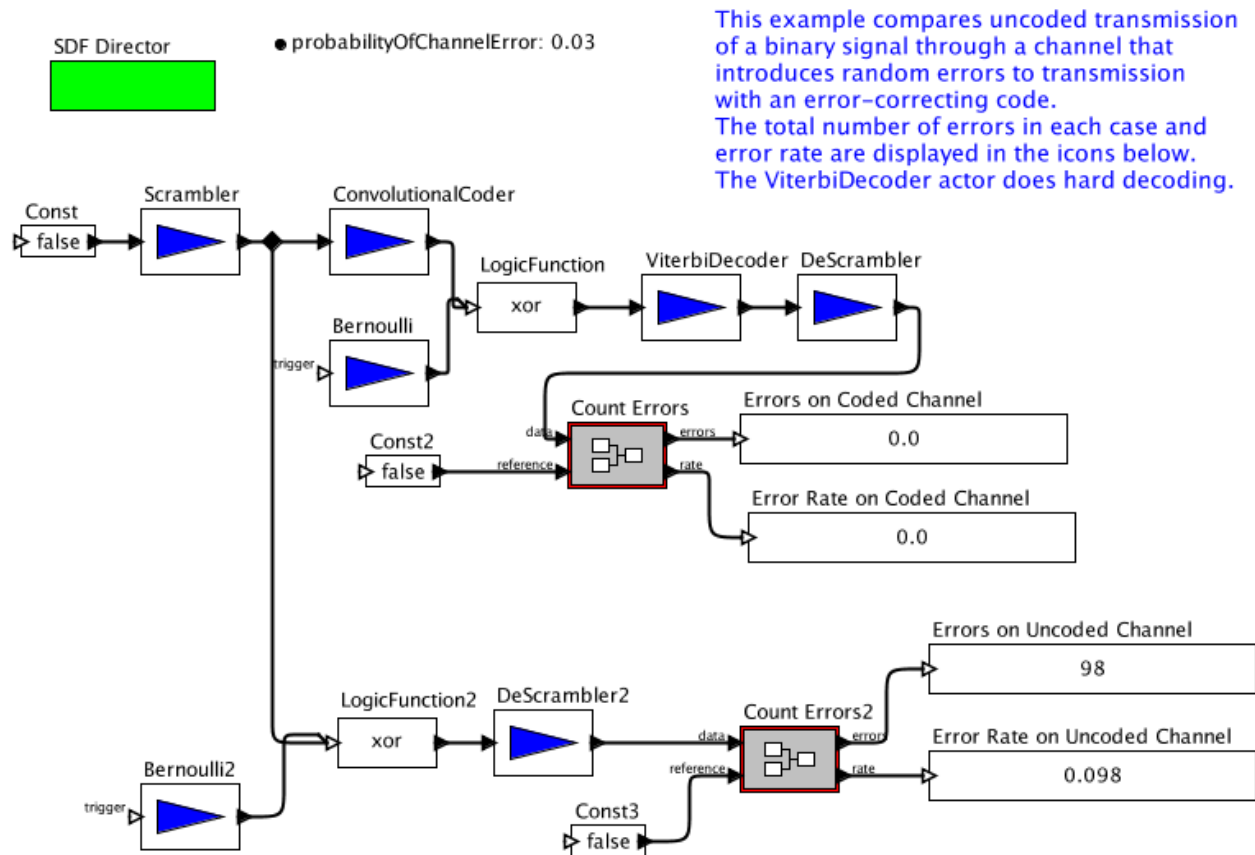 This example compares uncoded transmission
of a binary signal through a channel that
introduces random errors to transmission
with an error-correcting code.
The total number of errors in each case and
error rate are displayed in the icons below.
The ViterbiDecoder actor does hard decoding.
SDF Director
probabilityOfChannelError: 0.03
Scrambler
ConvolutionalCoder
Const
false
LogicFunction
xor
ViterbiDecoder
DeScrambler
Bernoulli
trigger
Count Errors
data
errors
reference
rate
Const2
false
Errors on Coded Channel
0.0
Error Rate on Coded Channel
0.0
Errors on Uncoded Channel
98
LogicFunction2
xor
DeScrambler2
Count Errors2
data
errors
reference
rate
Error Rate on Uncoded Channel
0.098
Bernoulli2
trigger
Const3
false